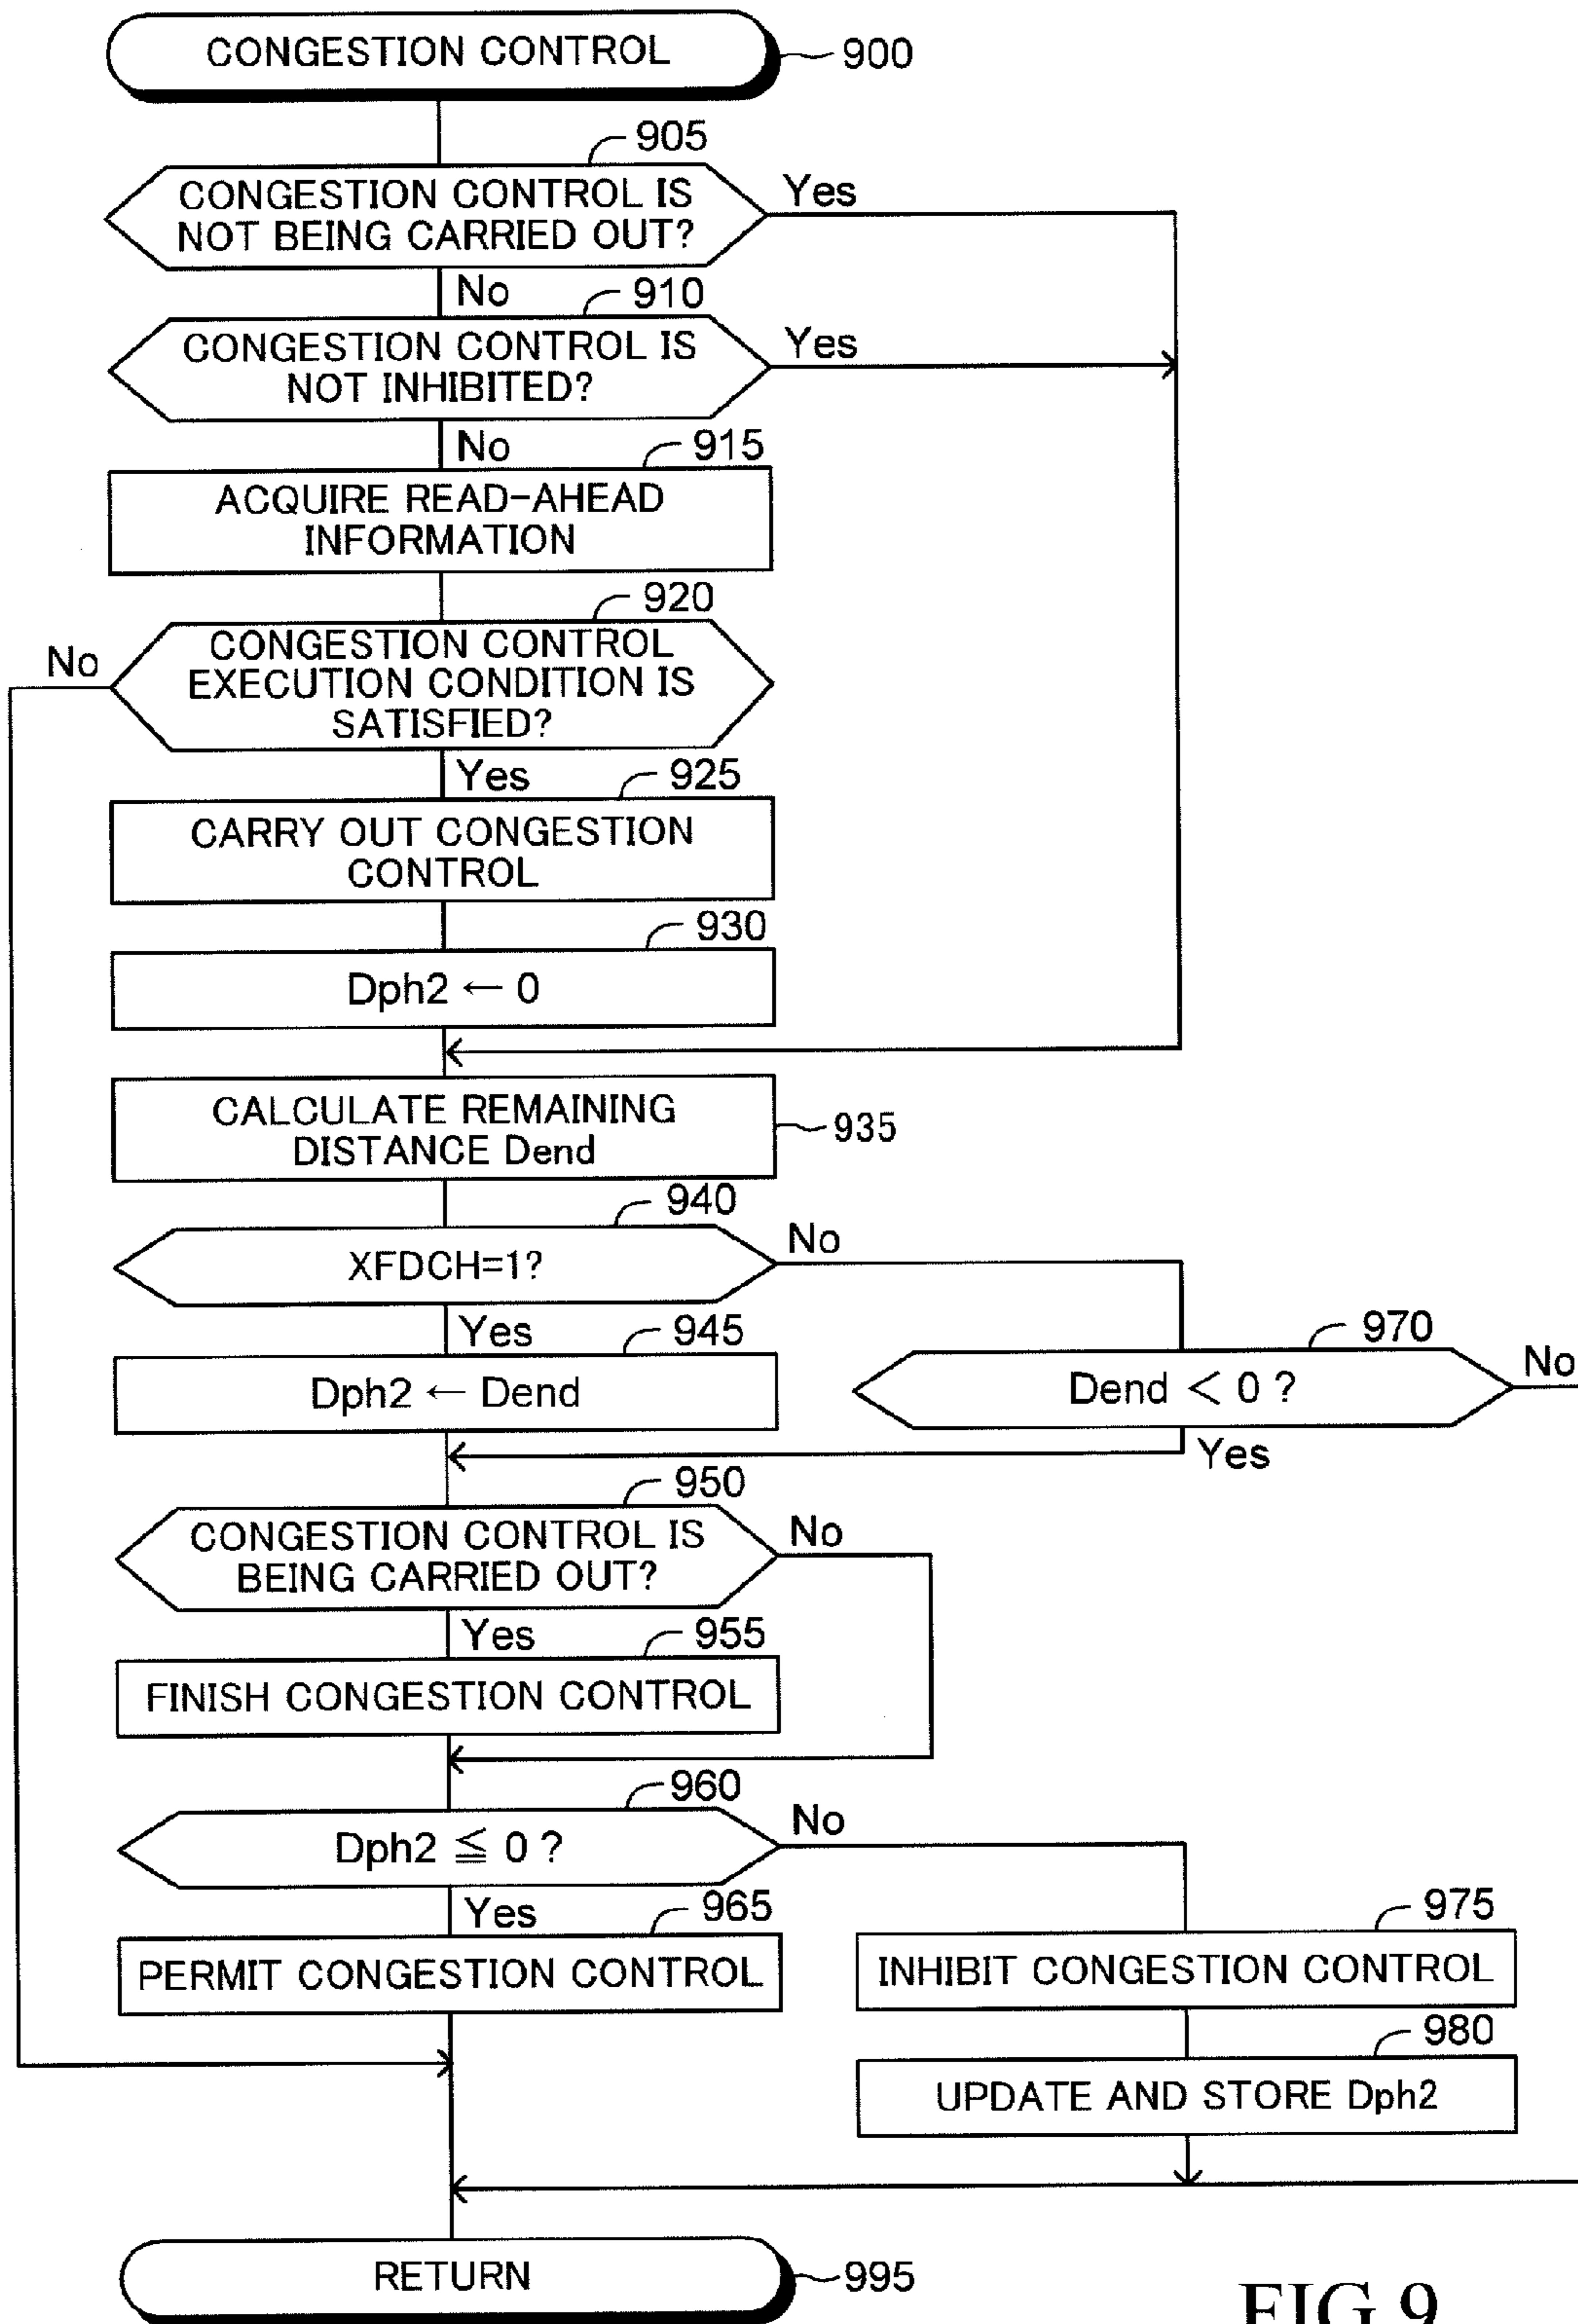 CONGESTION CONTROL
900
905
CONGESTION CONTROL IS
NOT BEING CARRIED OUT?
Yes
No
910
CONGESTION CONTROL IS
NOT INHIBITED?
Yes
No
915
ACQUIRE READ-AHEAD
INFORMATION
920
No
CONGESTION CONTROL
EXECUTION CONDITION IS
SATISFIED?
Yes
925
CARRY OUT CONGESTION
CONTROL
930
Dph2 ← 0
CALCULATE REMAINING
DISTANCE Dend
935
940
XFDCH=1?
No
Yes
945
Dph2 ← Dend
970
Dend < 0 ?
No
Yes
950
CONGESTION CONTROL IS
BEING CARRIED OUT?
No
Yes
955
FINISH CONGESTION CONTROL
960
Dph2 ≦ 0 ?
No
Yes
965
PERMIT CONGESTION CONTROL
975
INHIBIT CONGESTION CONTROL
980
UPDATE AND STORE Dph2
RETURN
995
FIG.9